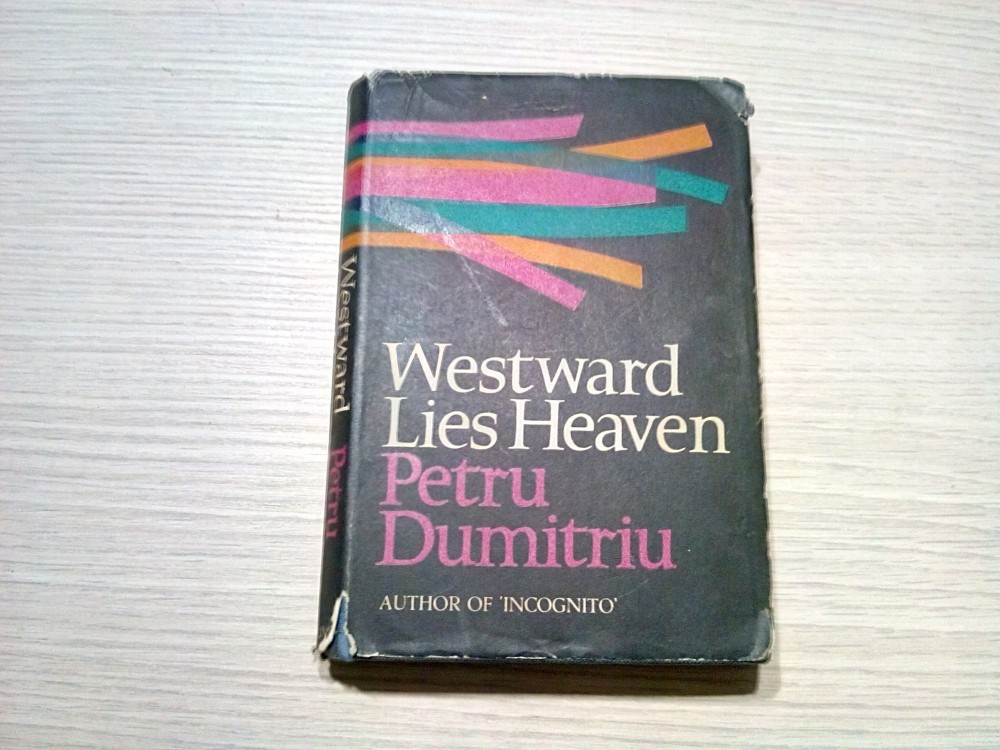 Westward
Lies Heaven
Petru
Dumitriu
AUTHOR OF 'INCOGNITO'
Westward
Petru